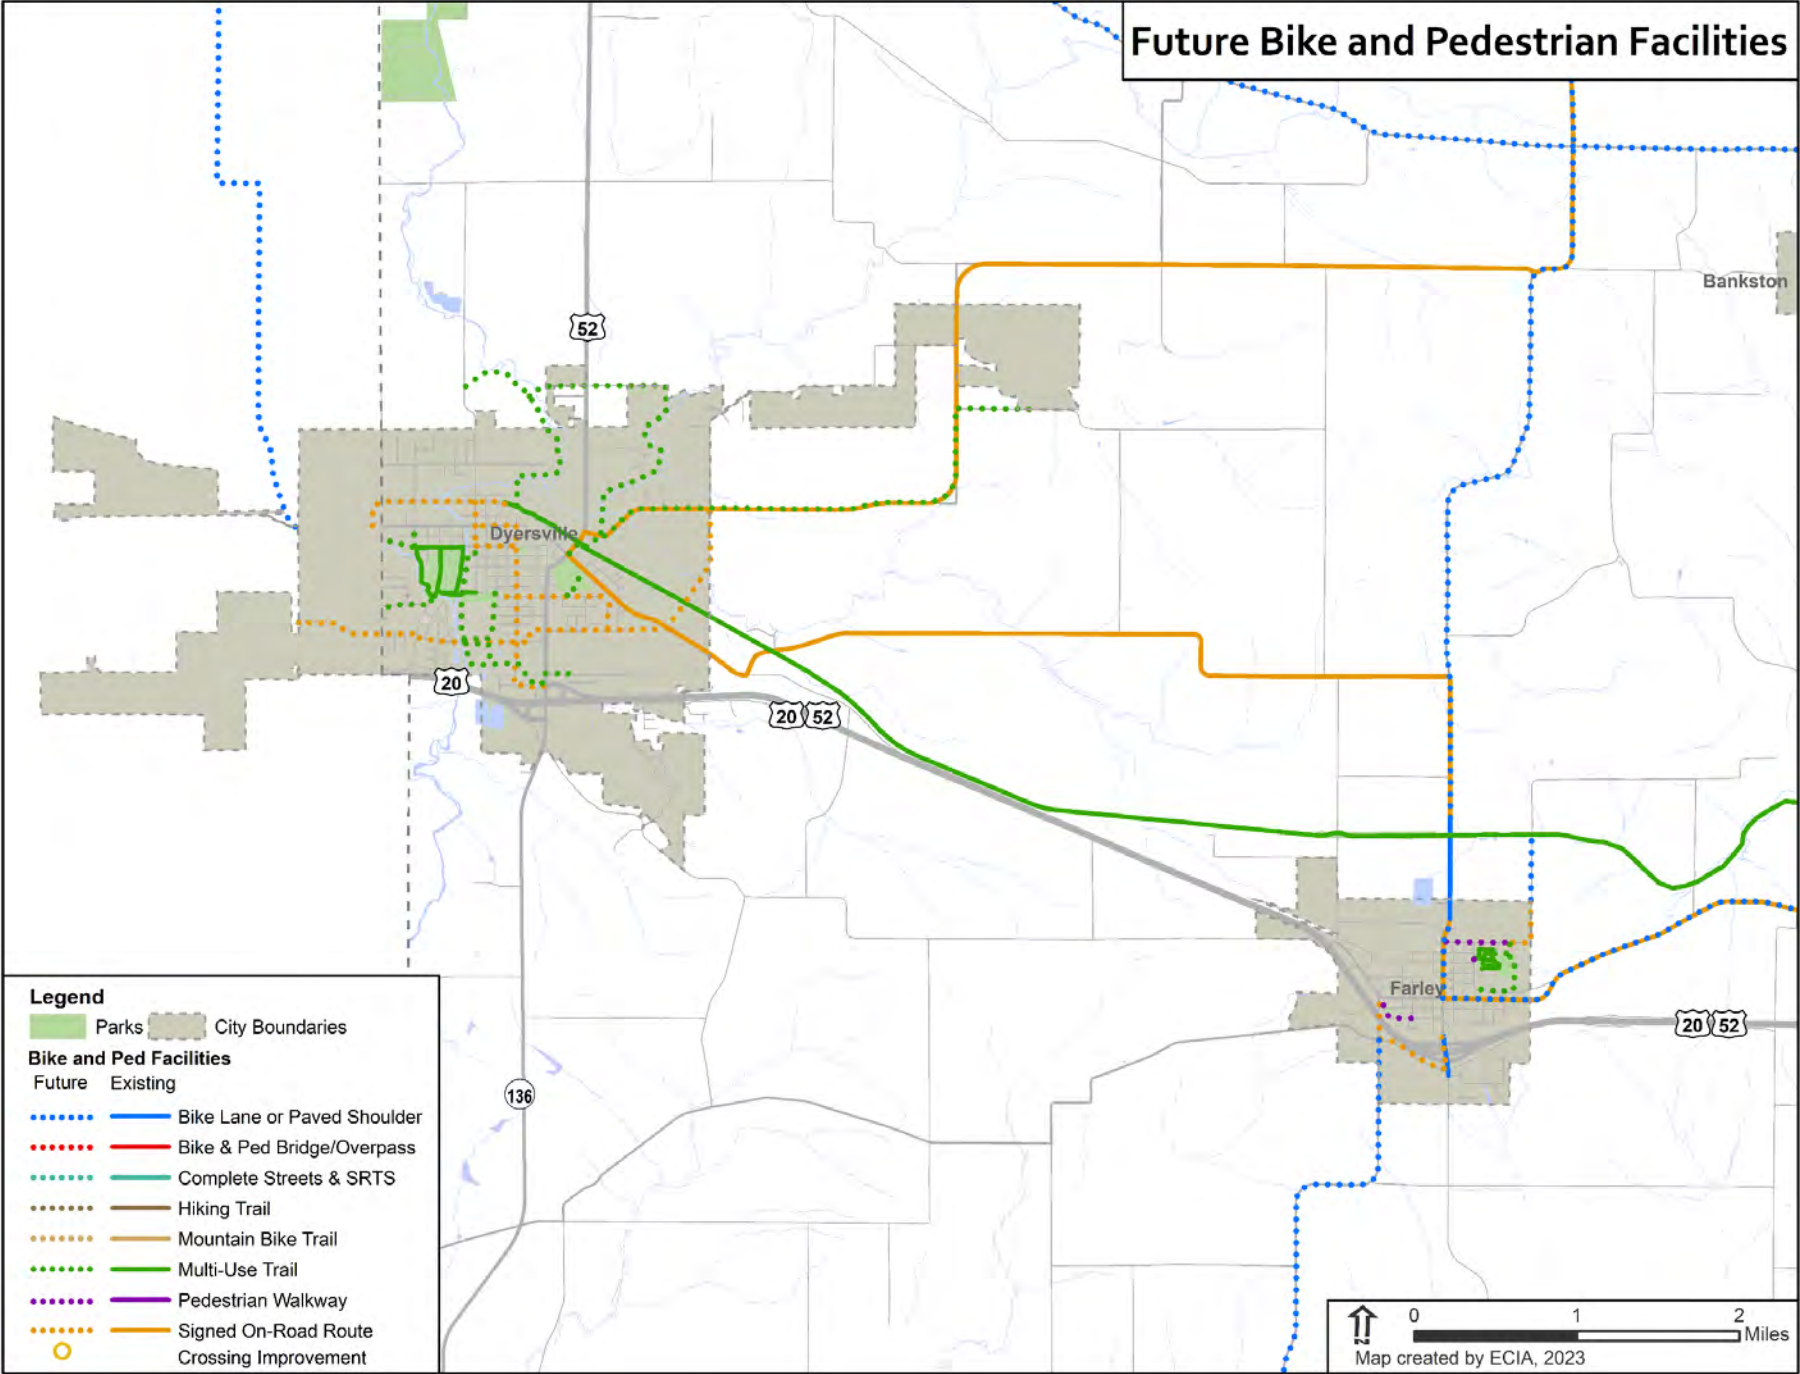 Future Bike and Pedestrian Facilities
Bankston
52
Dyersville
20
20 52
Farley
20 52
136
Legend
Parks City Boundaries
Bike and Ped Facilities
Future Existing
Bike Lane or Paved Shoulder
Bike & Ped Bridge/Overpass
Complete Streets & SRTS
Hiking Trail
Mountain Bike Trail
Multi-Use Trail
Pedestrian Walkway
Signed On-Road Route
Crossing Improvement
N
0 1 2
Miles
Map created by ECIA, 2023